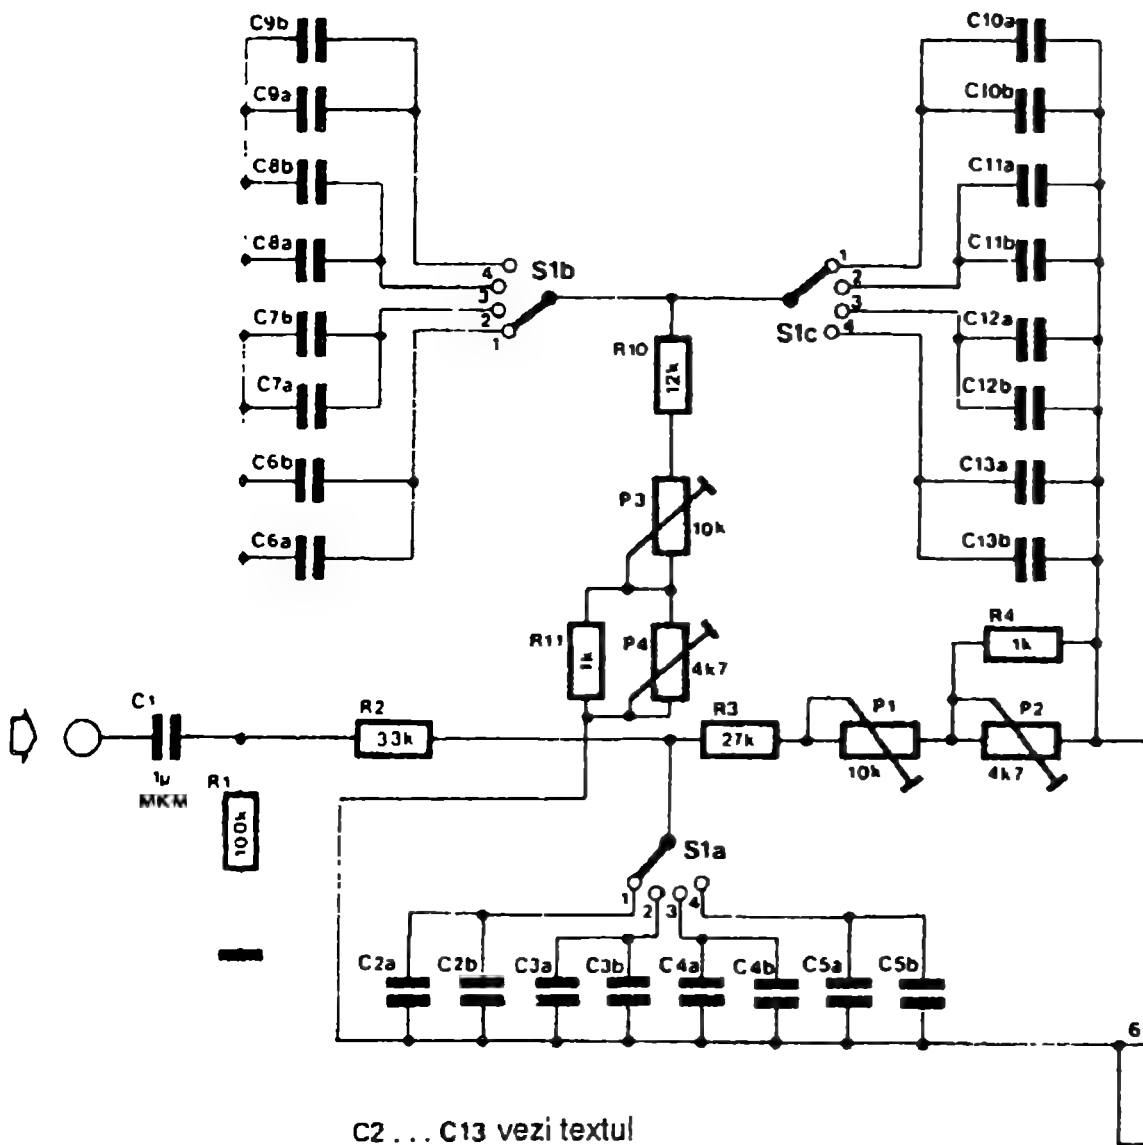 C9b
C10a
C9a
C10b
C8b
C11a
C8a
C11b
S1b
1
4
2
3
3
C7b
2
S1c
4
C12a
1
R10
C7a
12k
C12b
C6b
C13a
P3
10k
C6a
C13b
R4
R11
P4
1k
1k
4k7
C1
R2
R3
P1
P2
33k
27k
1µ
R1
10k
4k7
MKM
100k
S1a
1
2
3
4
C2a
C2b
C3a
C3b
C4a
C4b
C5a
C5b
6
C2 . . . C13 vezi textul